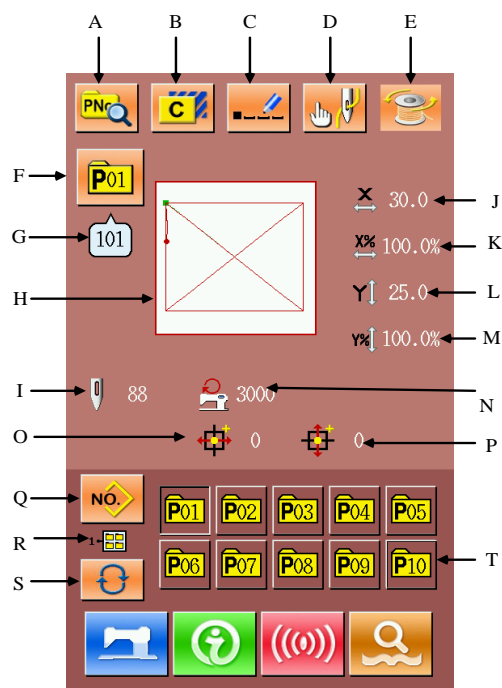 A B C D E
PNo C
F P01
G 101
H
X 30.0 J
X% 100.0% K
Y 25.0 L
Y% 100.0% M
I 88 3000 N
O 0 0 P
Q NO. P01 P02 P03 P04 P05
R 1
S P06 P07 P08 P09 P10 T